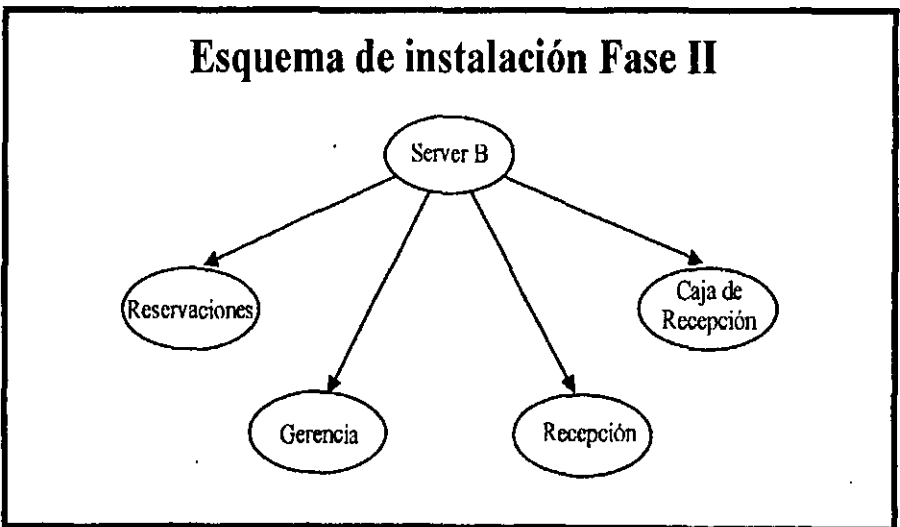 Esquema de instalación Fase II
Server B
Reservaciones
Caja de
Recepción
Gerencia
Recepción